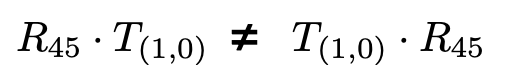 R₄₅ · T₍₁,₀₎ ≠ T₍₁,₀₎ · R₄₅